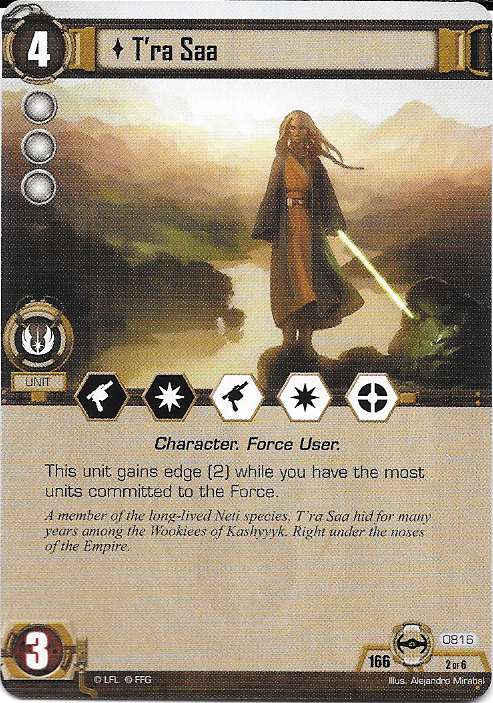 4
T'ra Saa
UNIT
Character. Force User.
This unit gains edge (2) while you have the most
units committed to the Force.
A member of the long-lived Neti species, T'ra Saa hid for many
years among the Wookiees of Kashyyyk. Right under the noses
of the Empire.
3
0816
166
2 OF 6
© LFL © FFG
Illus. Alejandro Mirabal